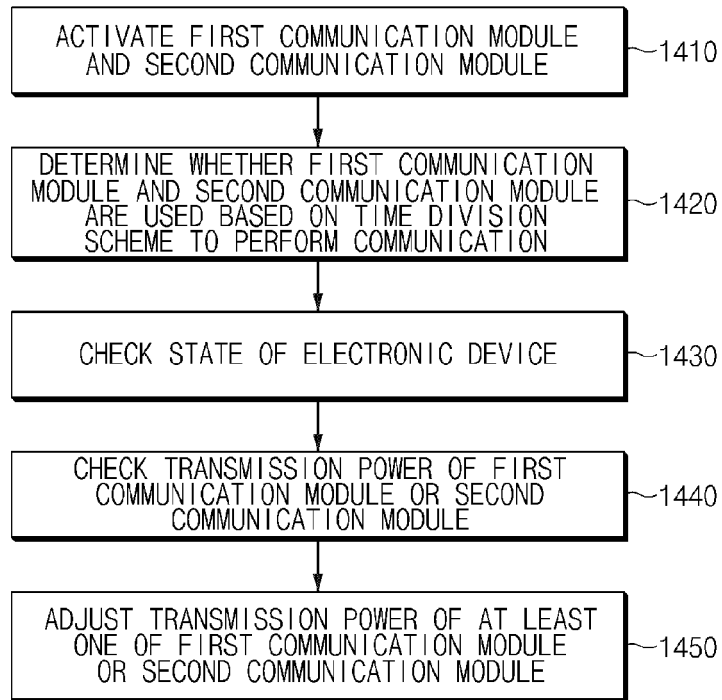 ACTIVATE FIRST COMMUNICATION MODULE
AND SECOND COMMUNICATION MODULE
1410
DETERMINE WHETHER FIRST COMMUNICATION
MODULE AND SECOND COMMUNICATION MODULE
ARE USED BASED ON TIME DIVISION
SCHEME TO PERFORM COMMUNICATION
1420
CHECK STATE OF ELECTRONIC DEVICE
1430
CHECK TRANSMISSION POWER OF FIRST
COMMUNICATION MODULE OR SECOND
COMMUNICATION MODULE
1440
ADJUST TRANSMISSION POWER OF AT LEAST
ONE OF FIRST COMMUNICATION MODULE
OR SECOND COMMUNICATION MODULE
1450